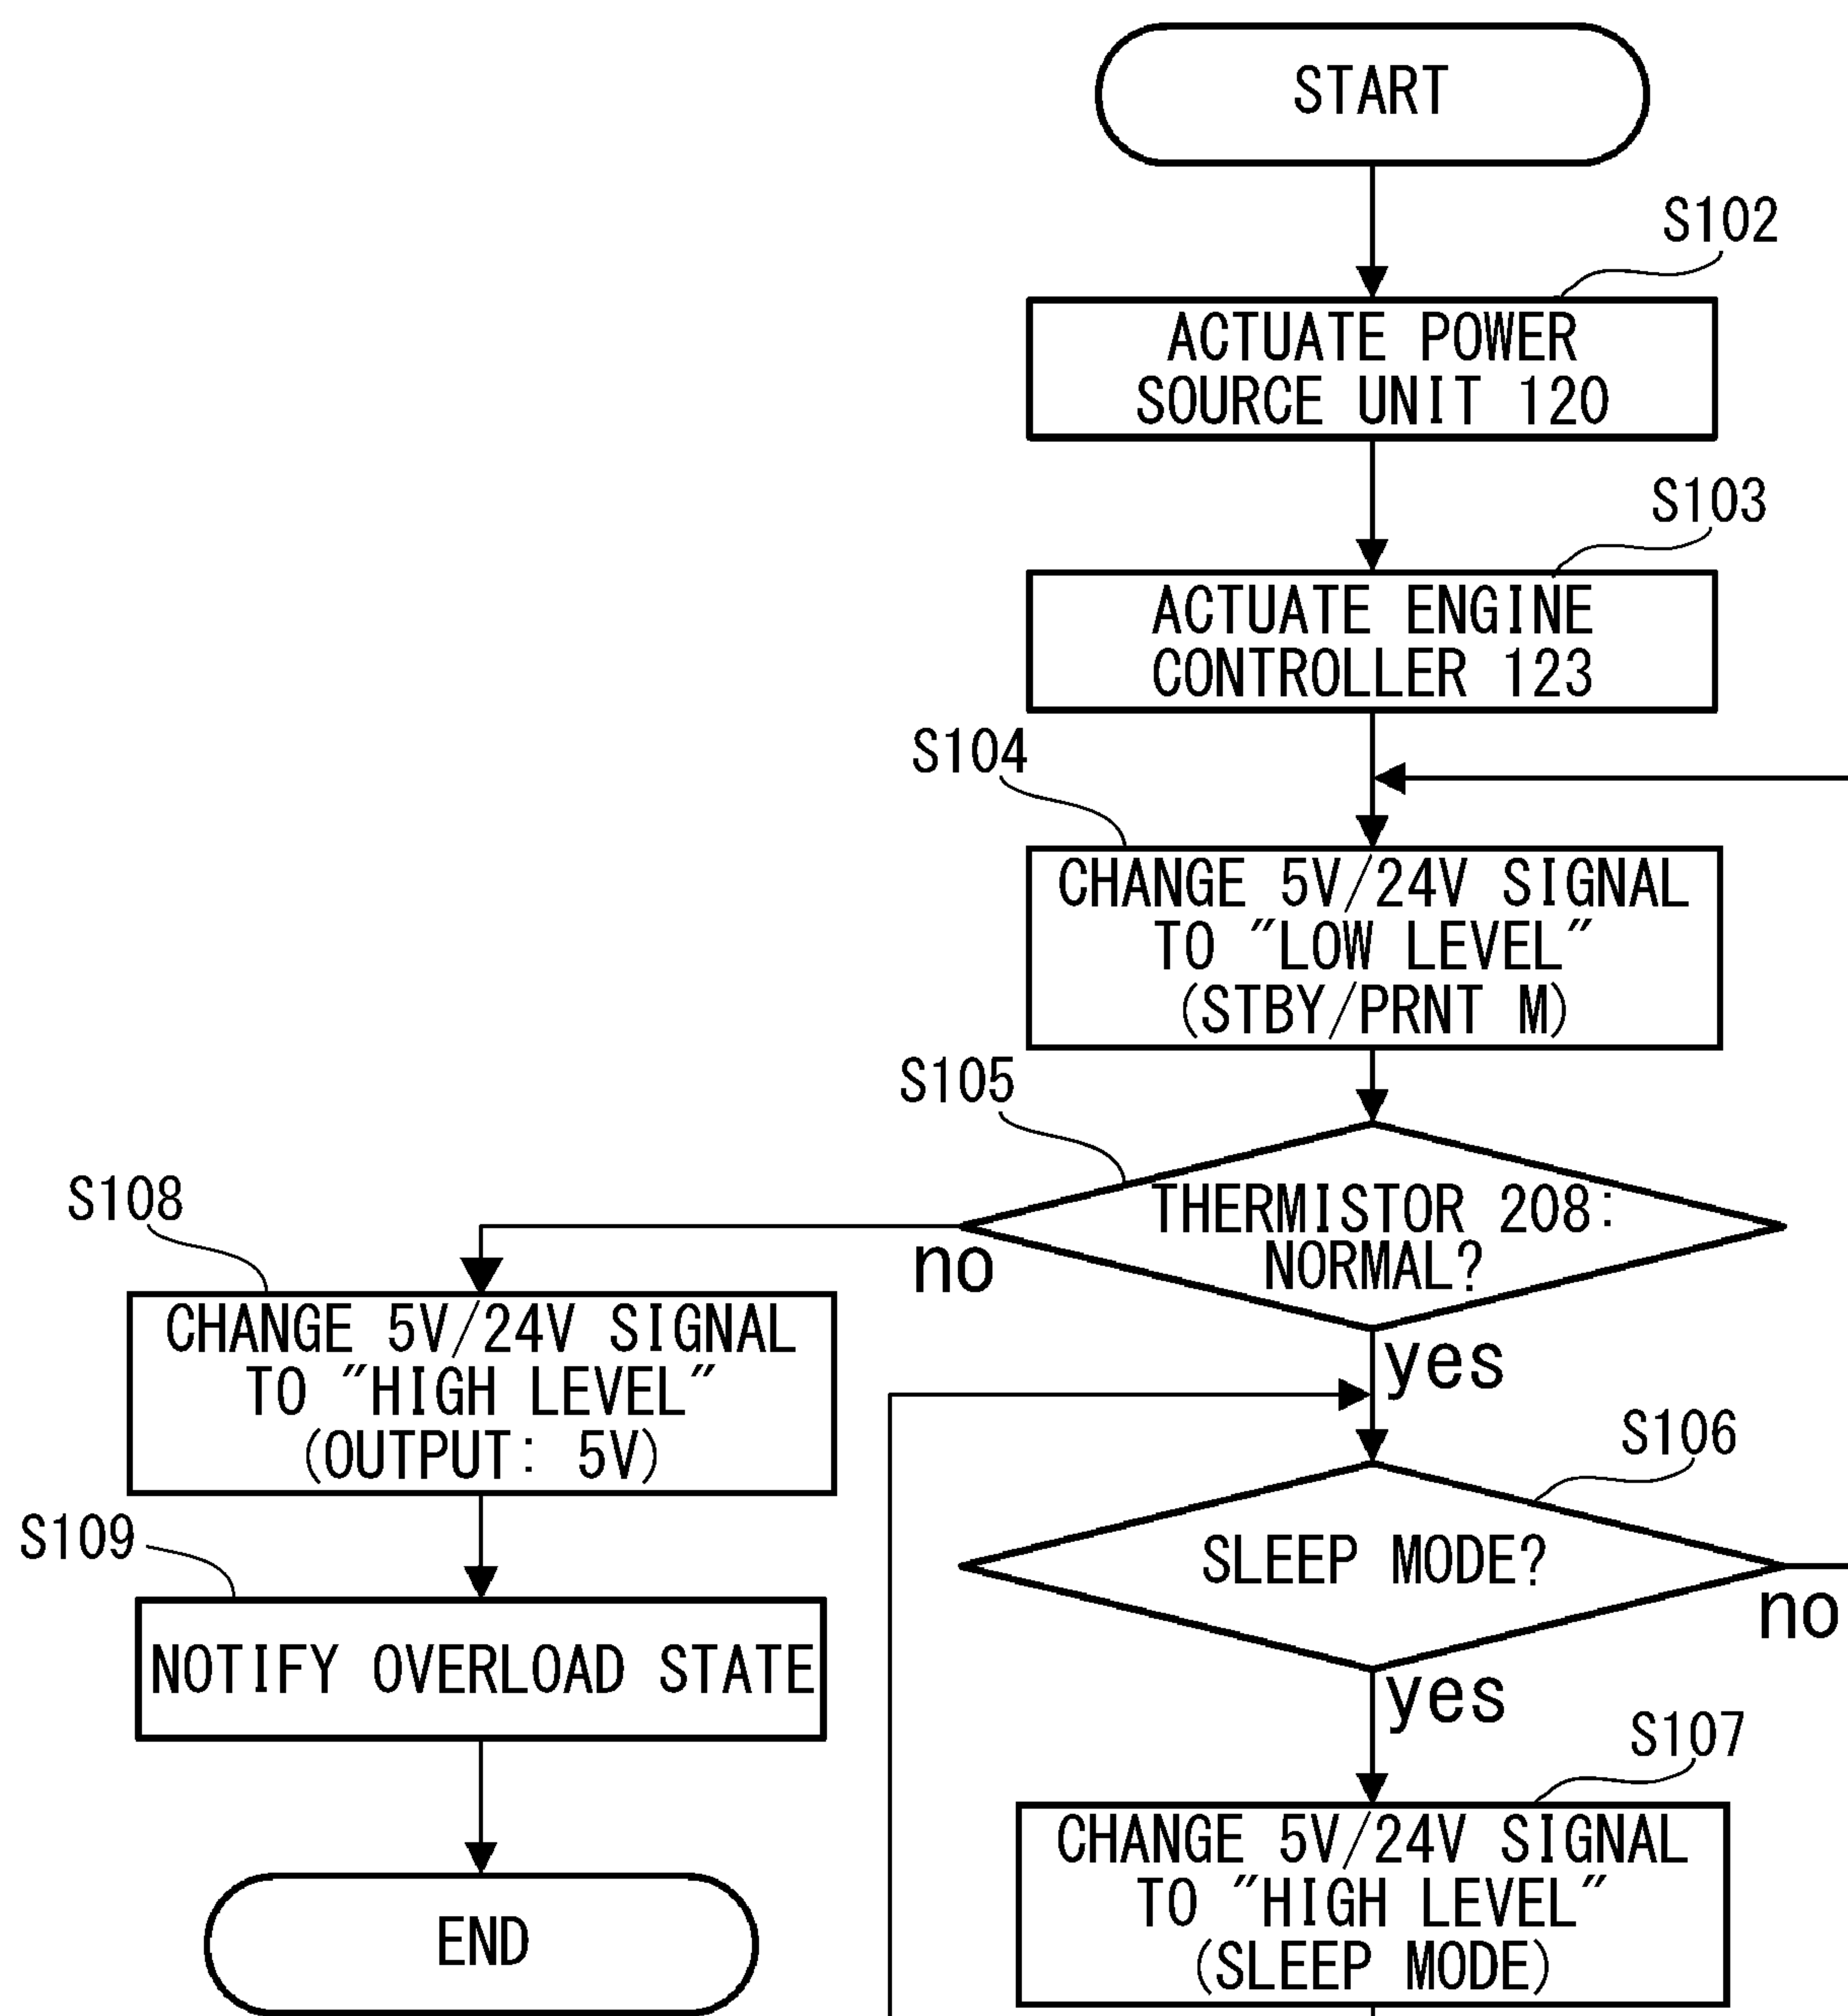 START
S102
ACTUATE POWER
SOURCE UNIT 120
S103
ACTUATE ENGINE
CONTROLLER 123
S104
CHANGE 5V/24V SIGNAL
TO "LOW LEVEL"
(STBY/PRNT M)
S105
THERMISTOR 208:
NORMAL?
no
yes
S108
CHANGE 5V/24V SIGNAL
TO "HIGH LEVEL"
(OUTPUT: 5V)
S106
SLEEP MODE?
no
yes
S109
NOTIFY OVERLOAD STATE
S107
CHANGE 5V/24V SIGNAL
TO "HIGH LEVEL"
(SLEEP MODE)
END